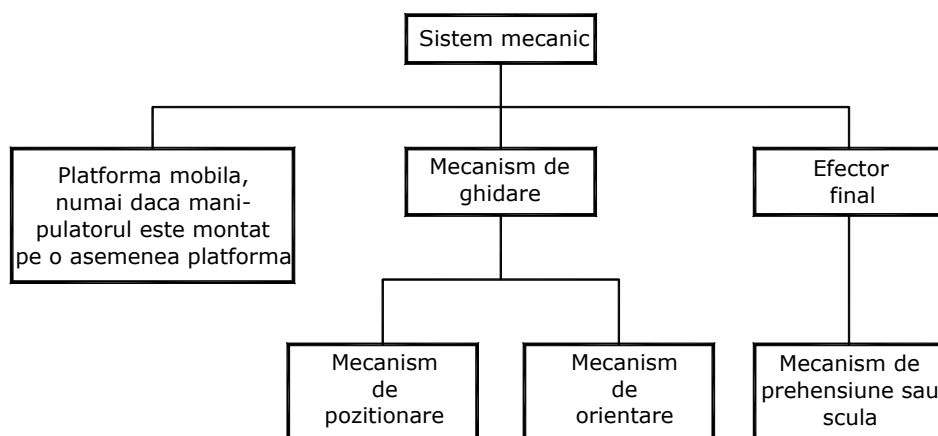 Sistem mecanic
Platforma mobila,
numai daca mani-
pulatorul este montat
pe o asemenea platforma
Mecanism de
ghidare
Efector
final
Mecanism
de
pozitionare
Mecanism
de
orientare
Mecanism de
prehensiune sau
scula